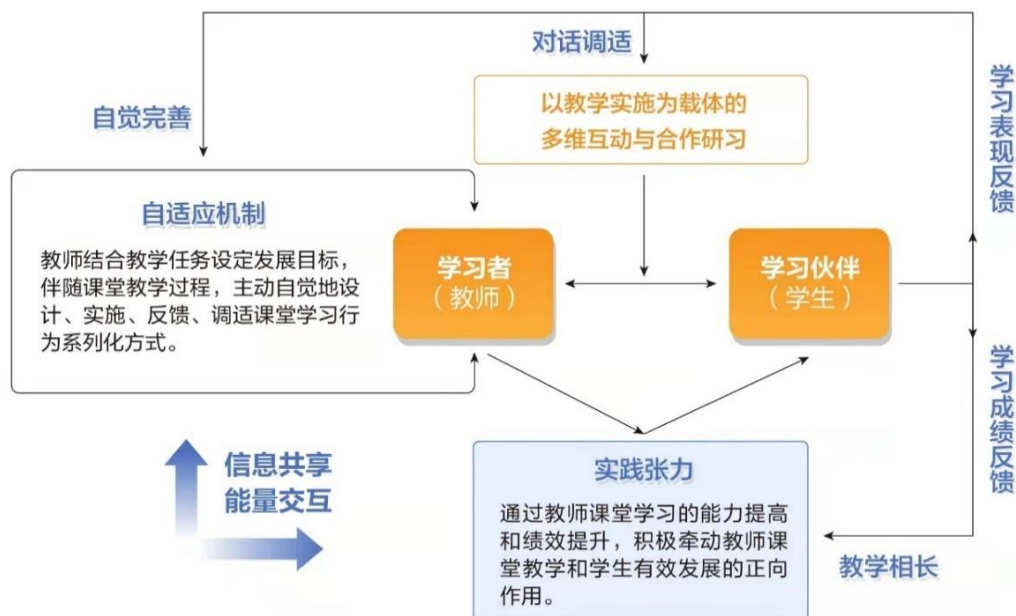 对话调适
自觉完善
以教学实施为载体的
多维互动与合作研习
学习表现反馈
自适应机制
教师结合教学任务设定发展目标，
伴随课堂教学过程，主动自觉地设
计、实施、反馈、调适课堂学习行
为系列化方式。
学习者
（教师）
学习伙伴
（学生）
学习成绩反馈
信息共享
能量交互
实践张力
通过教师课堂学习的能力提高
和绩效提升，积极牵动教师课
堂教学和学生有效发展的正向
作用。
教学相长